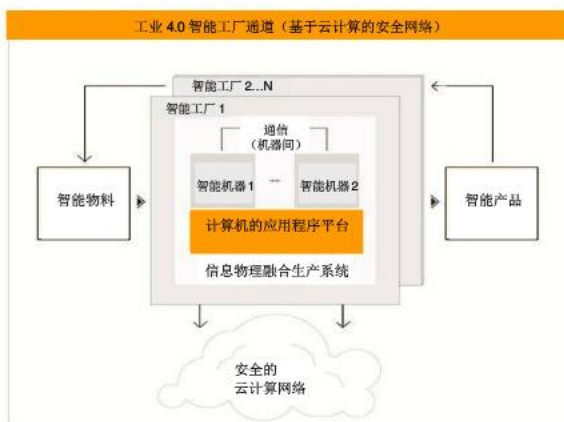 工业 4.0 智能工厂通道（基于云计算的安全网络）
智能工厂 2...N
智能工厂 1
通信
（机器间）
智能机器1
...
智能机器2
智能物料
智能产品
计算机的应用程序平台
信息物理融合生产系统
安全的
云计算网络